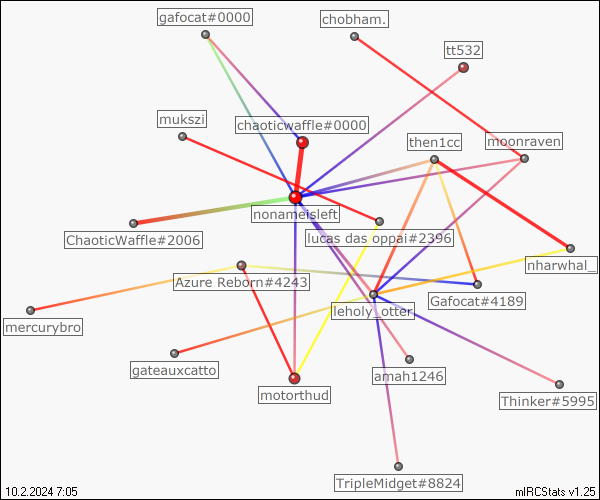 gafocat#0000
chobham.
tt532
mukszi
chaoticwaffle#0000
then1cc
moonraven
nonameisleft
ChaoticWaffle#2006
lucas das oppai#2396
nharwhal_
Azure Reborn#4243
Gafocat#4189
leholy_otter
mercurybro
gateauxcatto
amah1246
motorthud
Thinker#5995
TripleMidget#8824
10.2.2024 7:05
mIRCStats v1.25